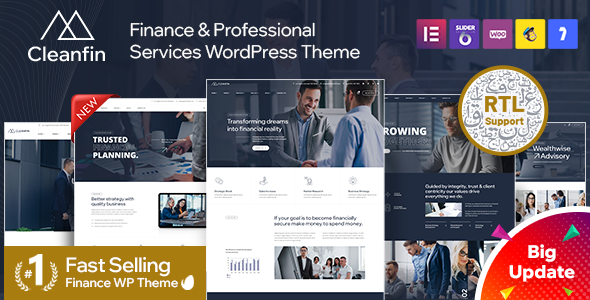 Cleanfin
Finance & Professional
Services WordPress Theme
SLIDER
WOO
NEW
CLEANFIN
TRUSTED
PLANNING.
Better strategy with
quality business
Transforming dreams
into financial reality
If your goal is to become financially
secure make money to spend money.
ROWING
Guided by integrity, trust & client
centricity our values drive
everything we do.
RTL
Support
Wealthwise
Advisory
#1
Fast Selling
Finance WP Theme
Big
Update